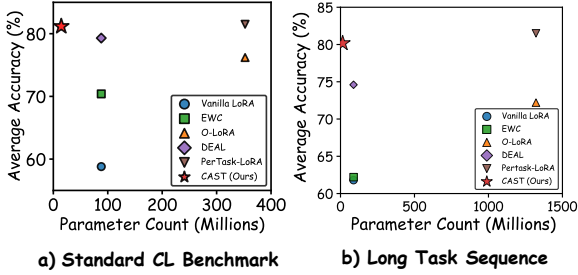 Average Accuracy (%)
80
70
60
0
100
200
300
400
Parameter Count (Millions)
Vanilla LoRA
EWC
O-LoRA
DEAL
PerTask-LoRA
CAST (Ours)
a) Standard CL Benchmark
Average Accuracy (%)
85
80
75
70
65
60
0
500
1000
1500
Parameter Count (Millions)
Vanilla LoRA
EWC
O-LoRA
DEAL
Pertask-LoRA
CAST (Ours)
b) Long Task Sequence